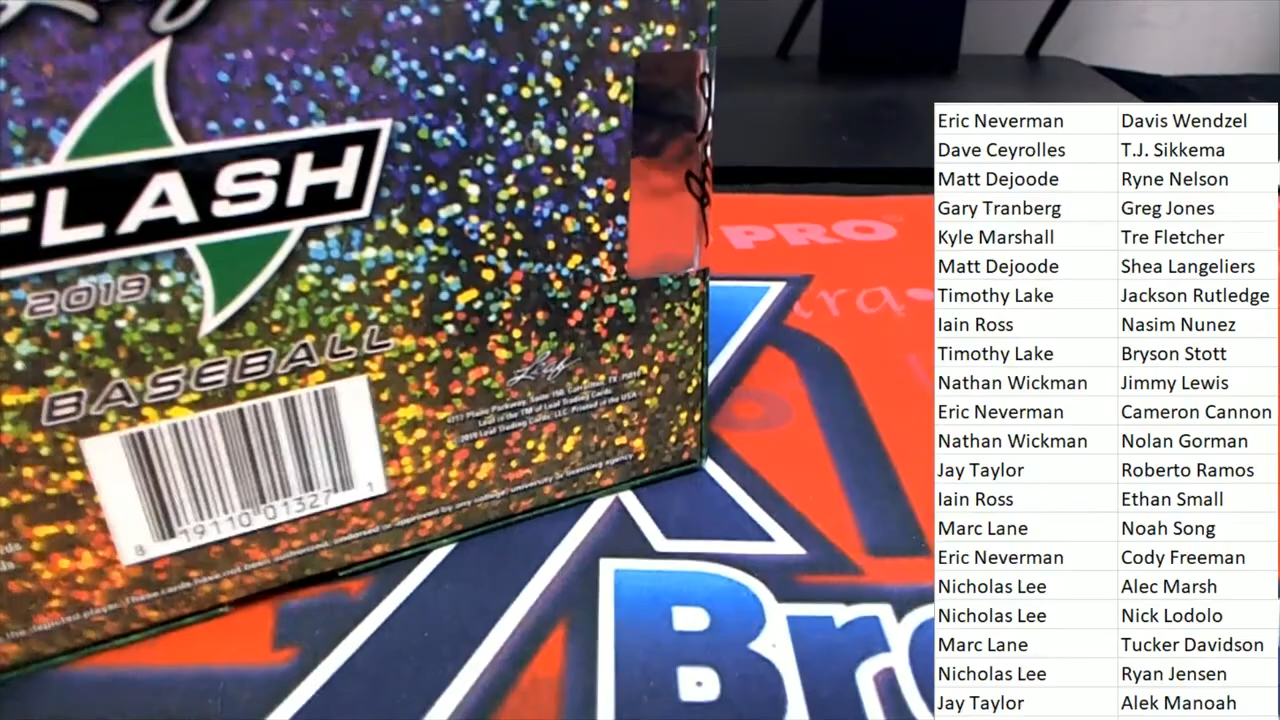 FLASH
2019
BASEBALL
8 19110 01327 1
PRO
Bro
Eric Neverman Davis Wendzel
Dave Ceyrolles T.J. Sikkema
Matt Dejoode Ryne Nelson
Gary Tranberg Greg Jones
Kyle Marshall Tre Fletcher
Matt Dejoode Shea Langeliers
Timothy Lake Jackson Rutledge
Iain Ross Nasim Nunez
Timothy Lake Bryson Stott
Nathan Wickman Jimmy Lewis
Eric Neverman Cameron Cannon
Nathan Wickman Nolan Gorman
Jay Taylor Roberto Ramos
Iain Ross Ethan Small
Marc Lane Noah Song
Eric Neverman Cody Freeman
Nicholas Lee Alec Marsh
Nicholas Lee Nick Lodolo
Marc Lane Tucker Davidson
Nicholas Lee Ryan Jensen
Jay Taylor Alek Manoah